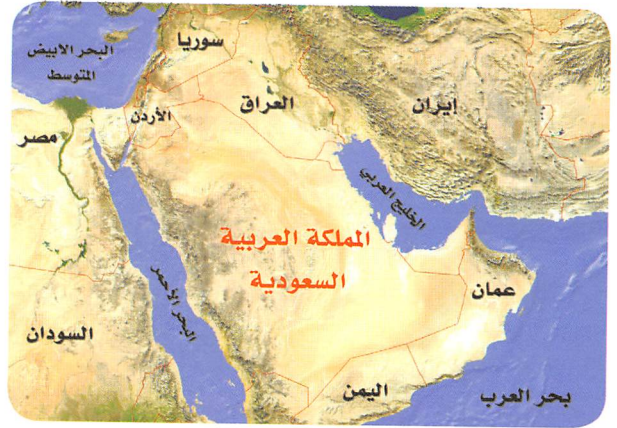 سوريا
البحر الابيض
المتوسط
العراق
إيران
الأردن
مصر
الخليج العربي
المملكة العربية
السعودية
البحر الأحمر
عمان
السودان
اليمن
بحر العرب